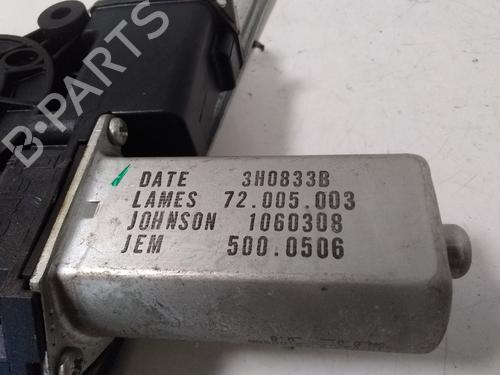 B-PARTS
DATE 3H0833B
LAMES 72.005.003
JOHNSON 1060308
JEM 500.0506